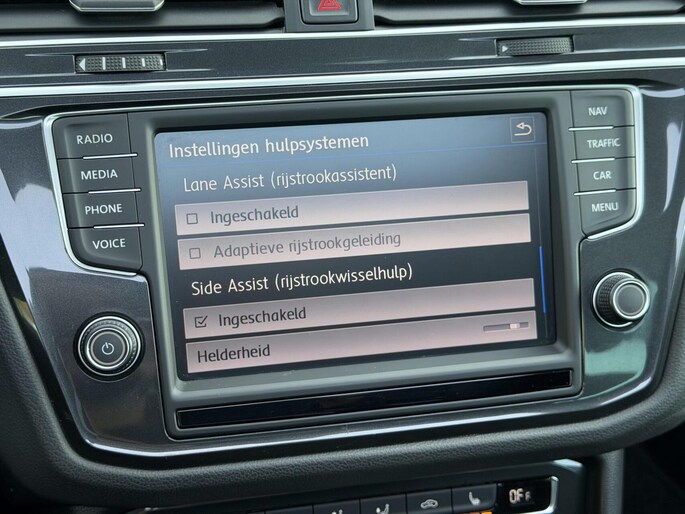 RADIO
MEDIA
PHONE
VOICE
Instellingen hulpsystemen
Lane Assist (rijstrookassistent)
Ingeschakeld
Adaptieve rijstrookgeleiding
Side Assist (rijstrookwisselhulp)
Ingeschakeld
Helderheid
NAV
TRAFFIC
CAR
MENU